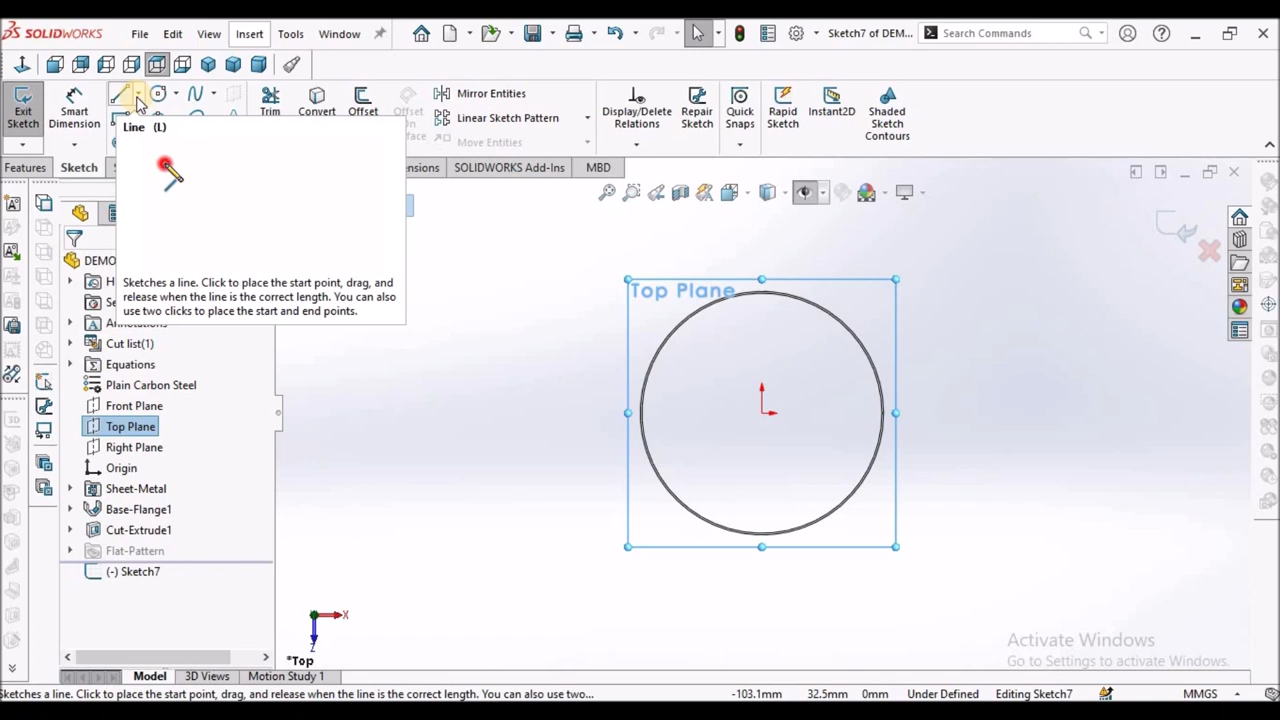 SOLIDWORKS File Edit View Insert Tools Window Sketch7 of DEM... Search Commands
Exit Sketch
Smart Dimension
Trim
Convert
Offset
Mirror Entities
Linear Sketch Pattern
Move Entities
Display/Delete Relations
Repair Sketch
Quick Snaps
Rapid Sketch
Instant2D
Shaded Sketch Contours
Line (L)
Features Sketch SOLIDWORKS Add-Ins MBD
Sketches a line. Click to place the start point, drag, and
release when the line is the correct length. You can also
use two clicks to place the start and end points.
Top Plane
Annotations
Cut list(1)
Equations
Plain Carbon Steel
Front Plane
Top Plane
Right Plane
Origin
Sheet-Metal
Base-Flange1
Cut-Extrude1
Flat-Pattern
(-) Sketch7
X
Z
*Top
Activate Windows
Go to Settings to activate Windows.
Model 3D Views Motion Study 1
Sketches a line. Click to place the start point, drag, and release when the line is the correct length. You can also use two... -103.1mm 32.5mm 0mm Under Defined Editing Sketch7 MMGS